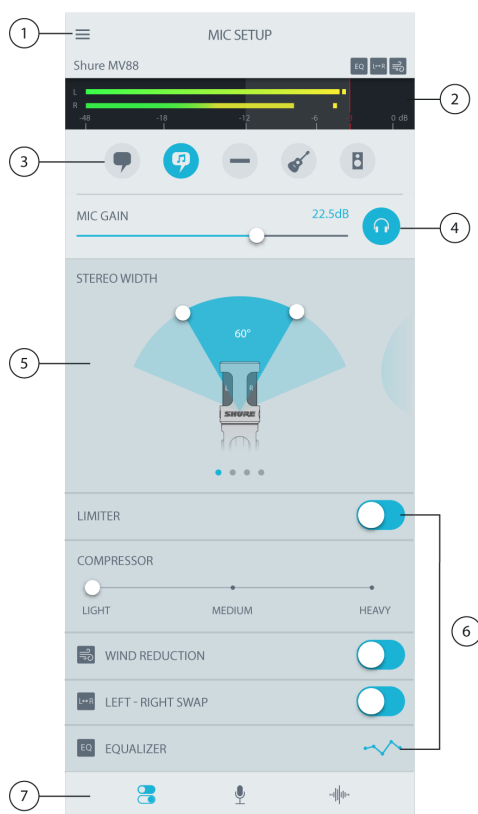 1
MIC SETUP
Shure MV88
EQ L↔R
2
L
R
-48 -18 -12 -6 0 dB
3
MIC GAIN
22.5dB
4
STEREO WIDTH
60°
5
L R
SHURE
LIMITER
COMPRESSOR
LIGHT MEDIUM HEAVY
6
WIND REDUCTION
L↔R LEFT - RIGHT SWAP
EQ EQUALIZER
7